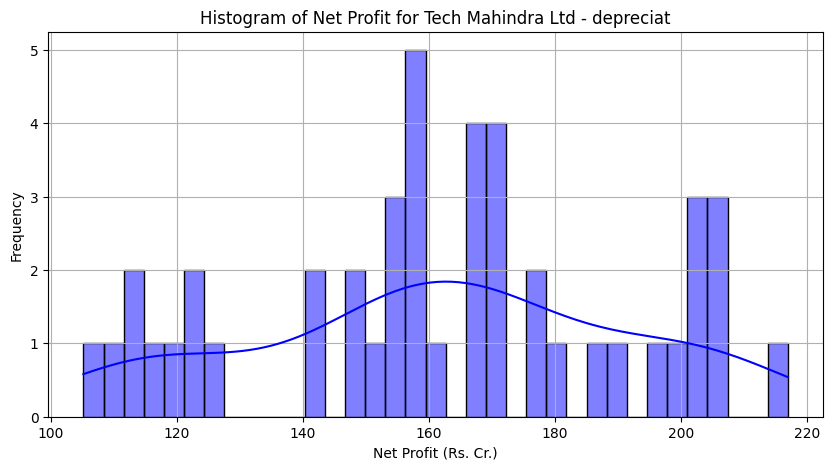 Histogram of Net Profit for Tech Mahindra Ltd - depreciat
5
4
3
2
1
0
Frequency
100 120 140 160 180 200 220
Net Profit (Rs. Cr.)